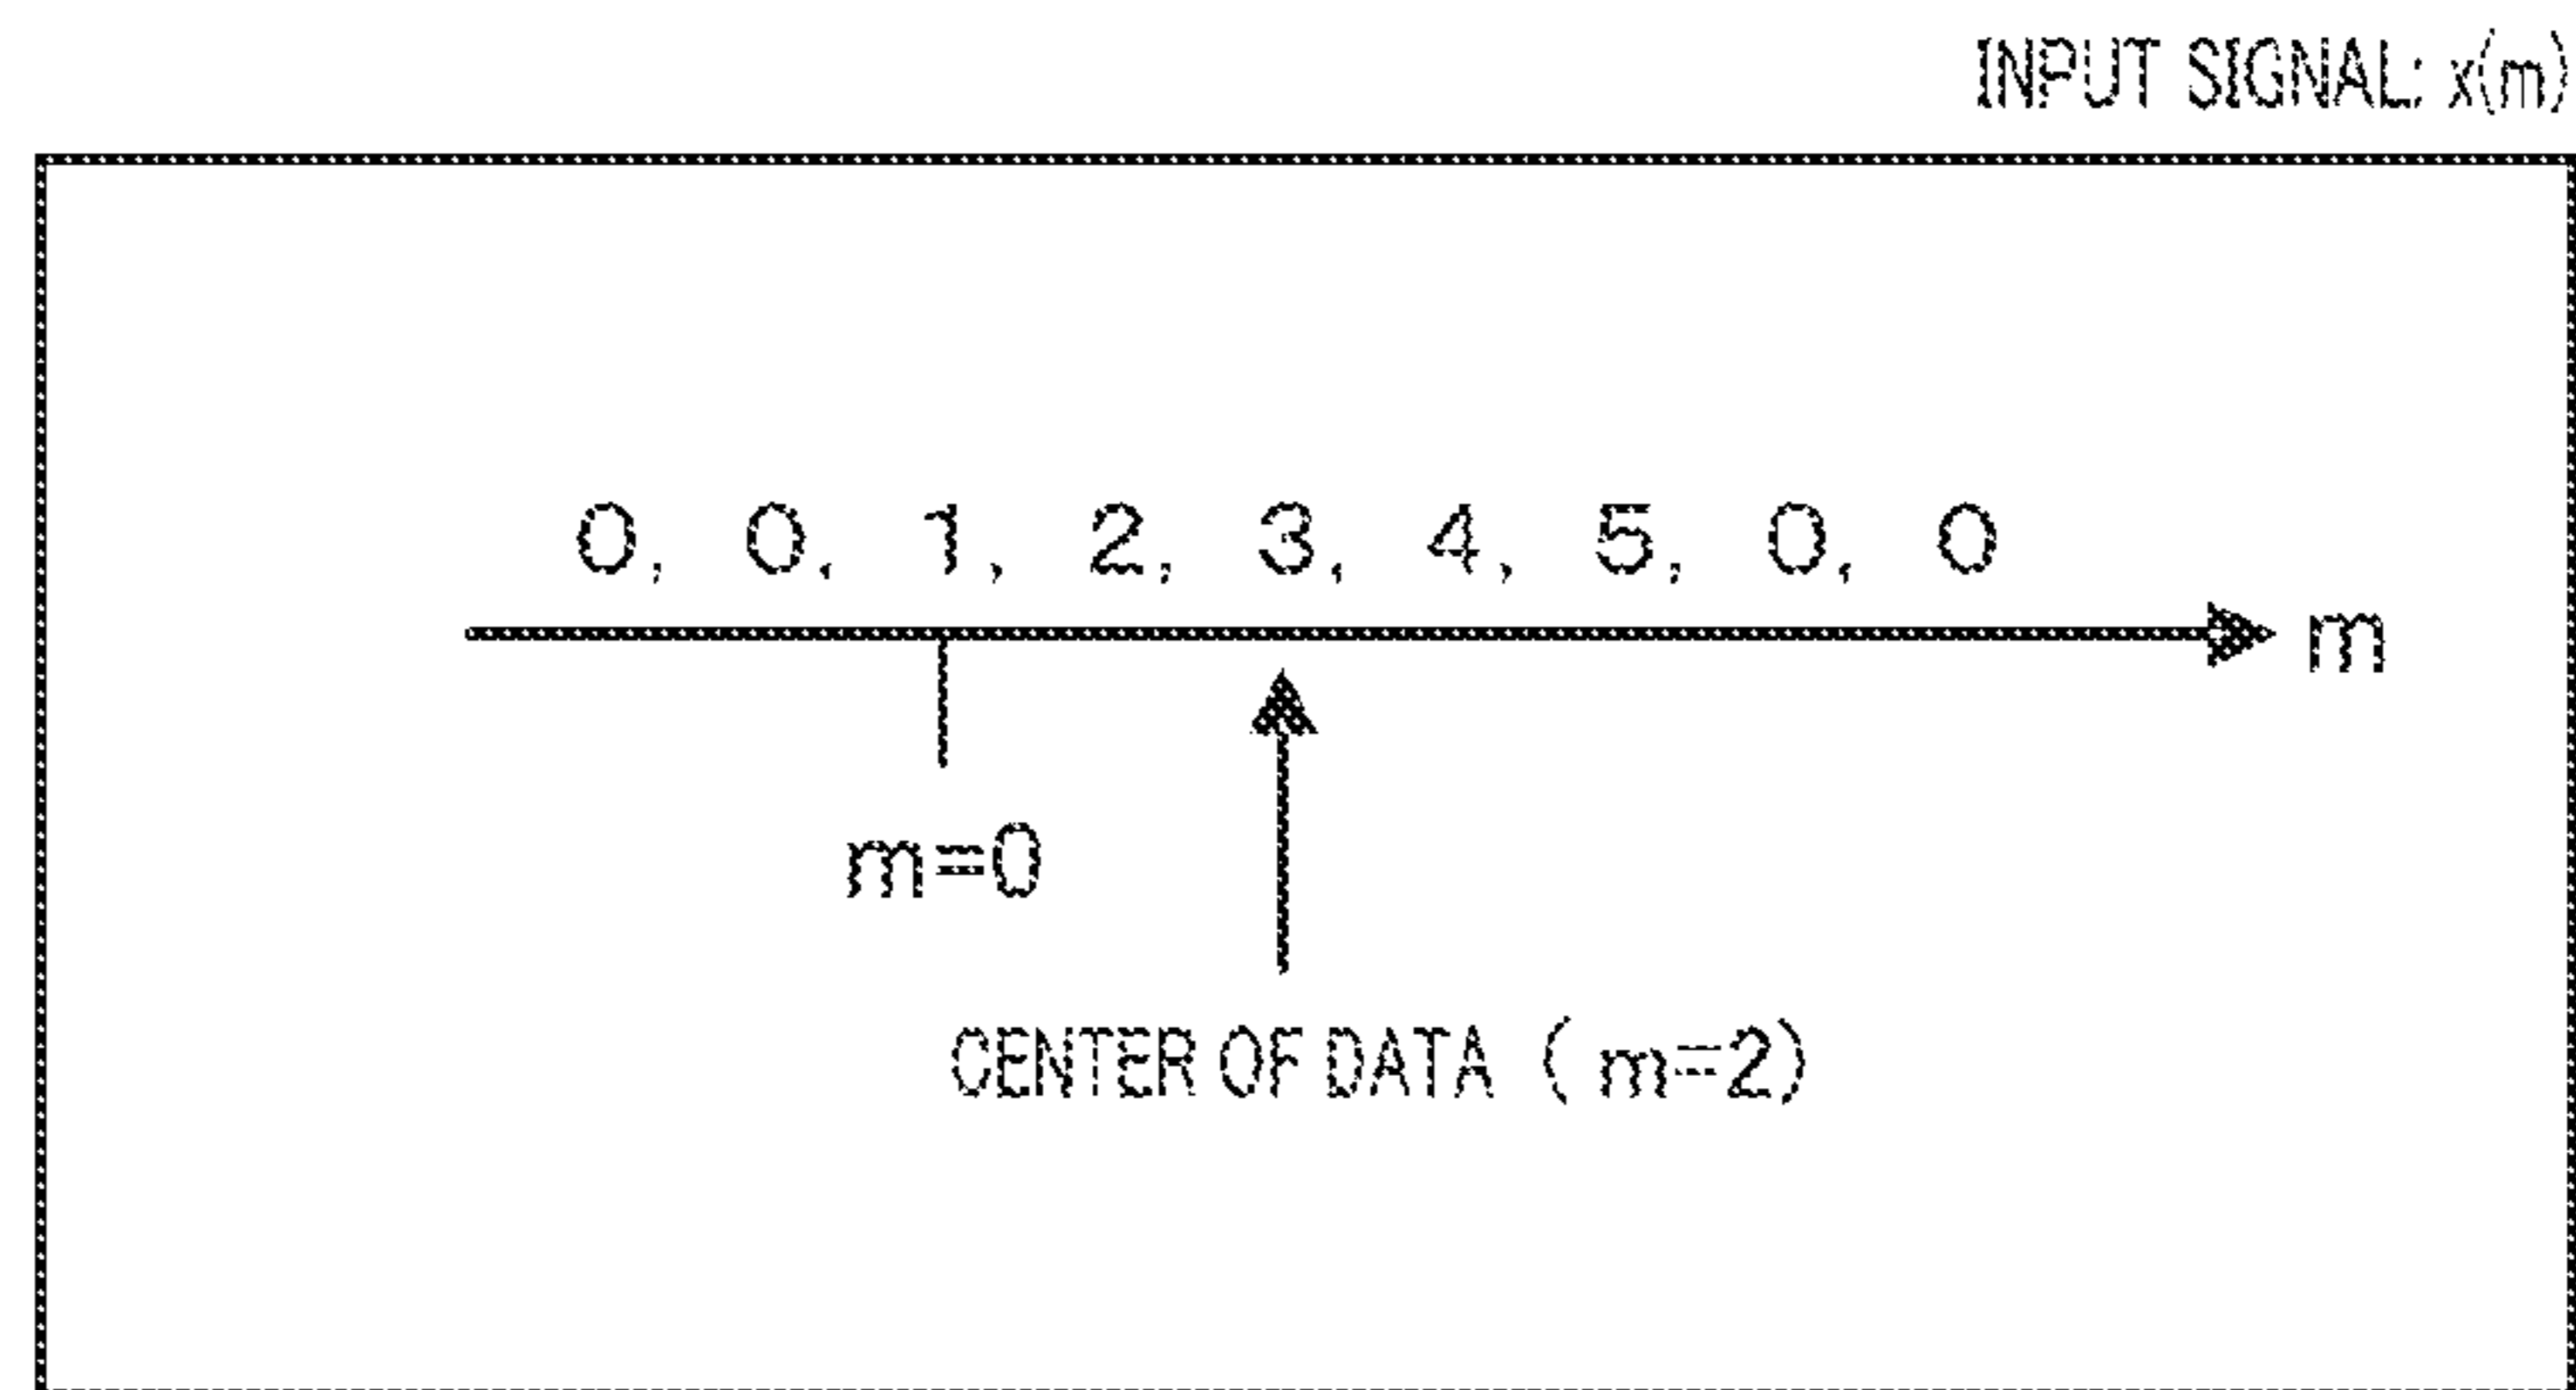 INPUT SIGNAL: x(m)
0, 0, 1, 2, 3, 4, 5, 0, 0
m
m=0
CENTER OF DATA ( m=2)